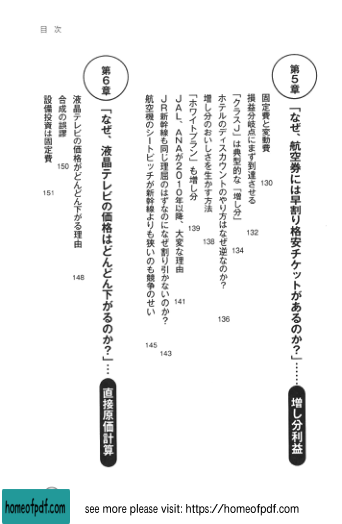 目 次
第5章
「なぜ、航空券には早割り格安チケットがあるのか？」……
増し分利益
固定費と変動費 130
損益分岐点にまず到達させる 132
「クラスJ」は典型的な「増し分」 134
ホテルのディスカウントのやり方はなぜ逆なのか？ 136
増し分のおいしさを生かす方法 138
「ホワイトプラン」も増し分 139
JAL、ANAが2010年以降、大変な理由 141
JR新幹線も同じ理屈のはずなのになぜ割り引かないのか？ 143
航空機のシートピッチが新幹線よりも狭いのも競争のせい 145
第6章
「なぜ、液晶テレビの価格はどんどん下がるのか？」…
直接原価計算
液晶テレビの価格がどんどん下がる理由 148
合成の誤謬 150
設備投資は固定費 151
homeofpdf.com
see more please visit: https://homeofpdf.com